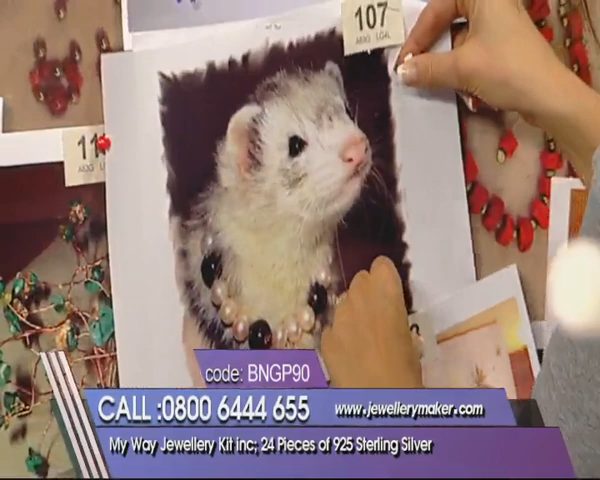 107
11
code: BNGP90
CALL :0800 6444 655 www.jewellerymaker.com
My Way Jewellery Kit inc; 24 Pieces of 925 Sterling Silver